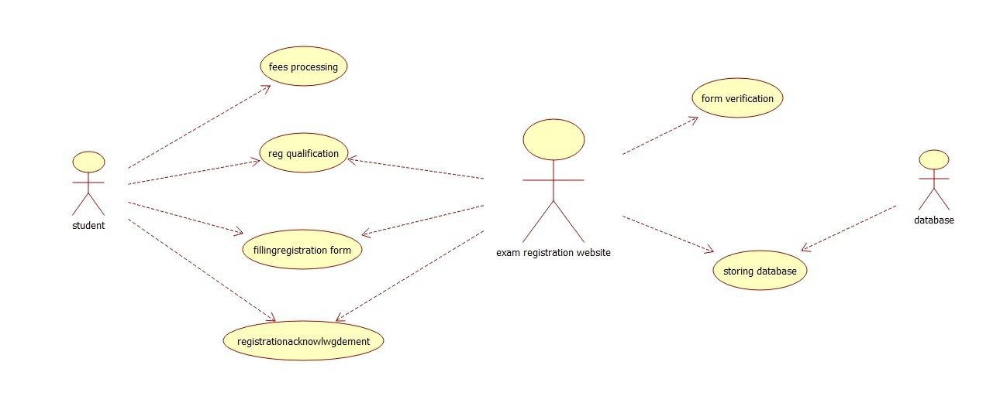 fees processing
form verification
reg qualification
student
database
fillingregistration form
exam registration website
storing database
registrationacknowlwgdement